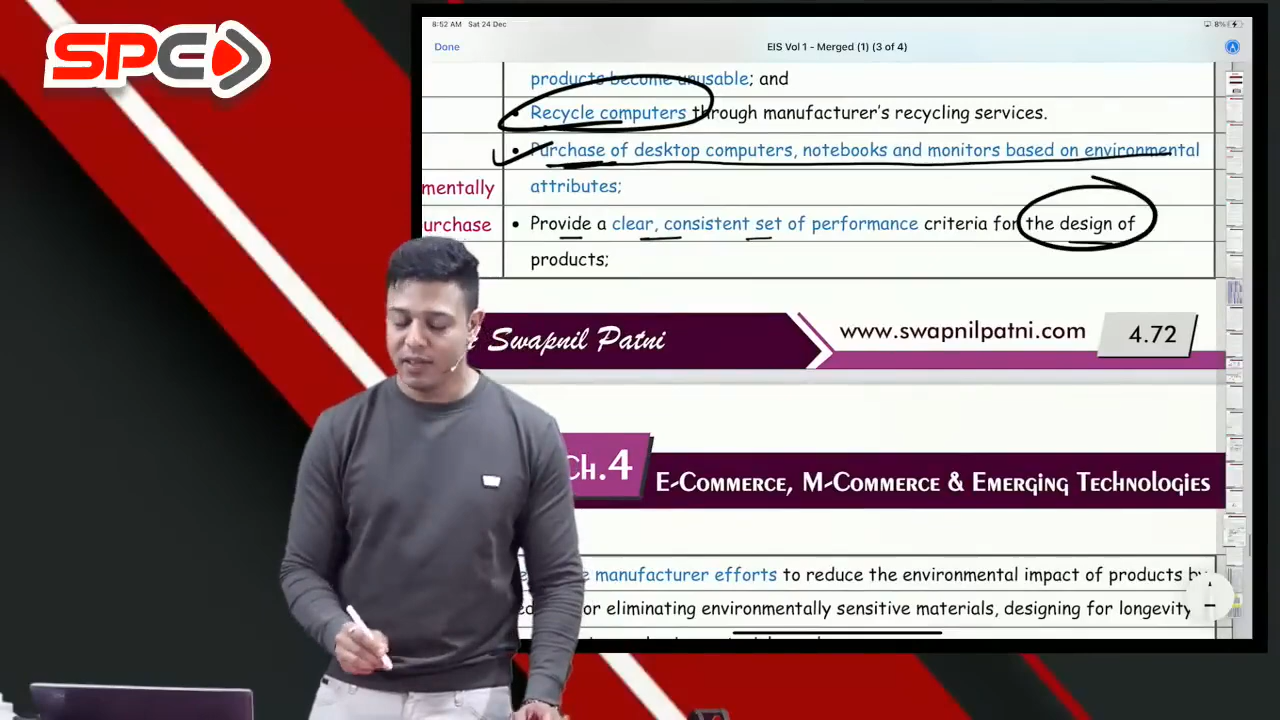 SPC
8:52 AM Sat 24 Dec
8%
Done
EIS Vol 1 - Merged (1) (3 of 4)
products become unusable; and
• Recycle computers through manufacturer's recycling services.
• Purchase of desktop computers, notebooks and monitors based on environmental
mentally
attributes;
urchase
• Provide a clear, consistent set of performance criteria for the design of
products;
Swapnil Patni
www.swapnilpatni.com
4.72
Ch.4
E-Commerce, M-Commerce & Emerging Technologies
manufacturer efforts to reduce the environmental impact of products by
or eliminating environmentally sensitive materials, designing for longevity